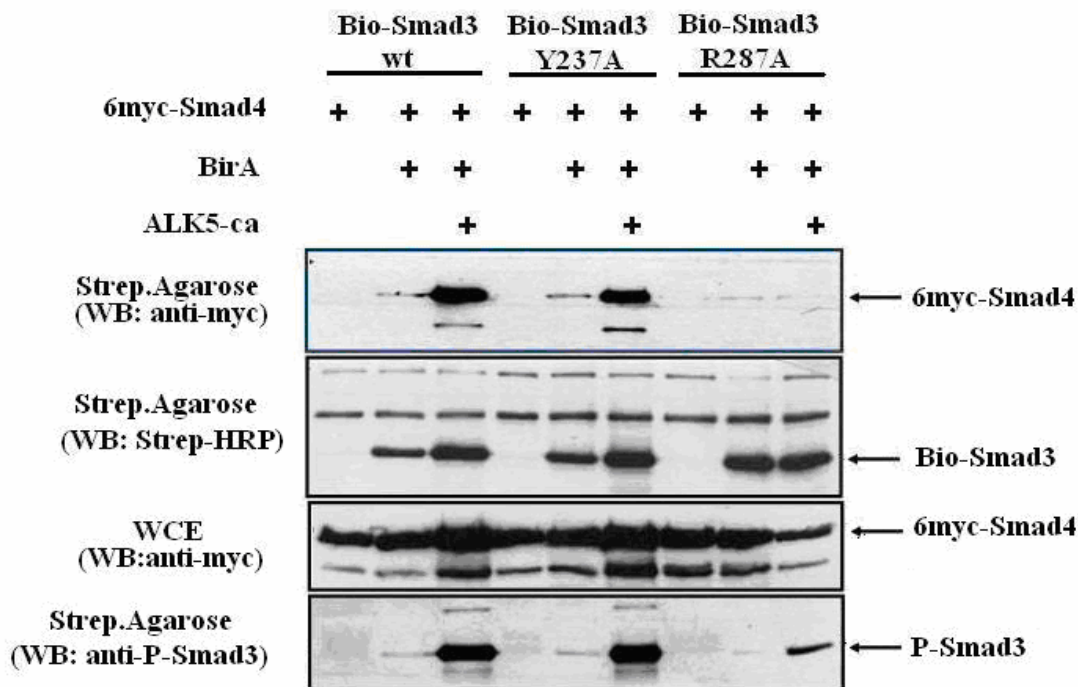 Bio-Smad3 Bio-Smad3 Bio-Smad3
wt Y237A R287A
6myc-Smad4 + + + + + + + + +
BirA + + + + + +
ALK5-ca + + +
Strep.Agarose
(WB: anti-myc)
6myc-Smad4
Strep.Agarose
(WB: Strep-HRP)
Bio-Smad3
WCE
(WB:anti-myc)
6myc-Smad4
Strep.Agarose
(WB: anti-P-Smad3)
P-Smad3